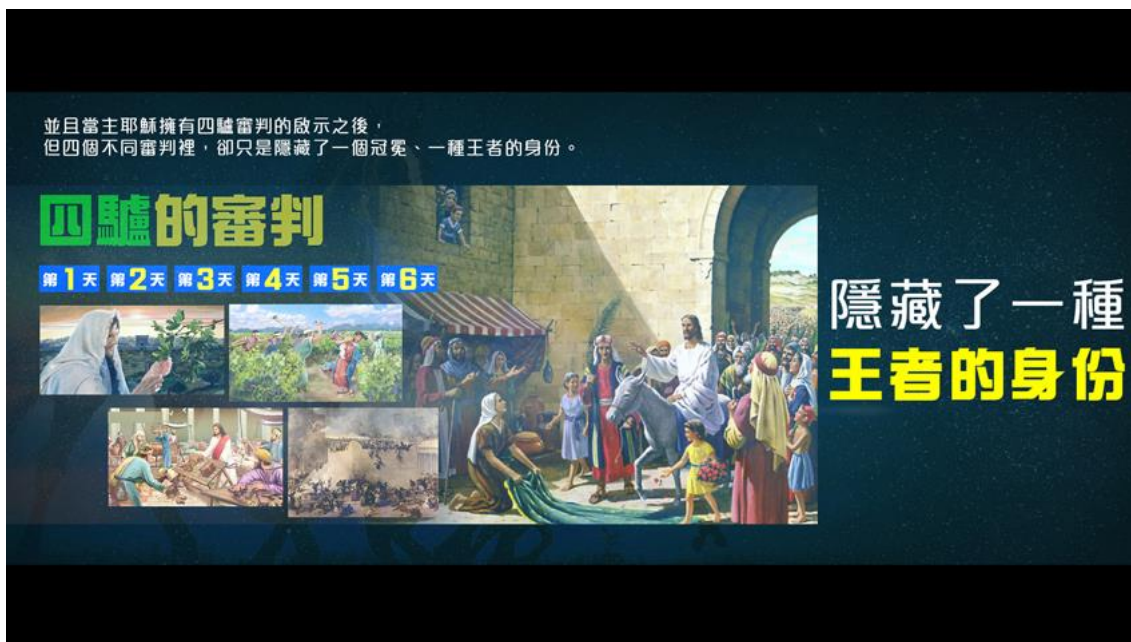 並且當主耶穌擁有四驢審判的啟示之後，
但四個不同審判裡，卻只是隱藏了一個冠冕、一種王者的身份。
四驢的審判
第1天 第2天 第3天 第4天 第5天 第6天
隱藏了一種
王者的身份